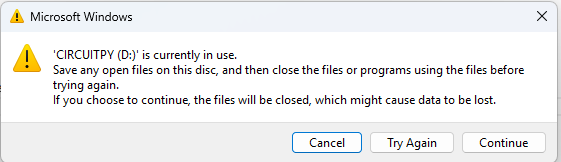 Microsoft Windows
'CIRCUITPY (D:)' is currently in use.
Save any open files on this disc, and then close the files or programs using the files before
trying again.
If you choose to continue, the files will be closed, which might cause data to be lost.
Cancel
Try Again
Continue